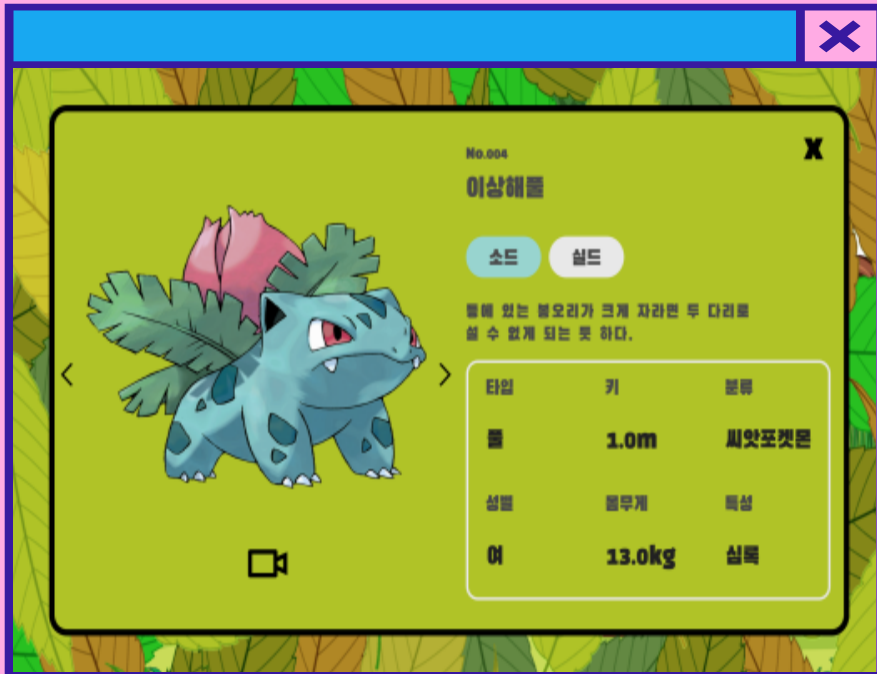 No.004
X
이상해풀
소드 실드
등에 있는 봉오리가 크게 자라면 두 다리로
설 수 없게 되는 듯 하다.
타입 키 분류
풀 1.0m 씨앗포켓몬
성별 몸무게 특성
여 13.0kg 심록